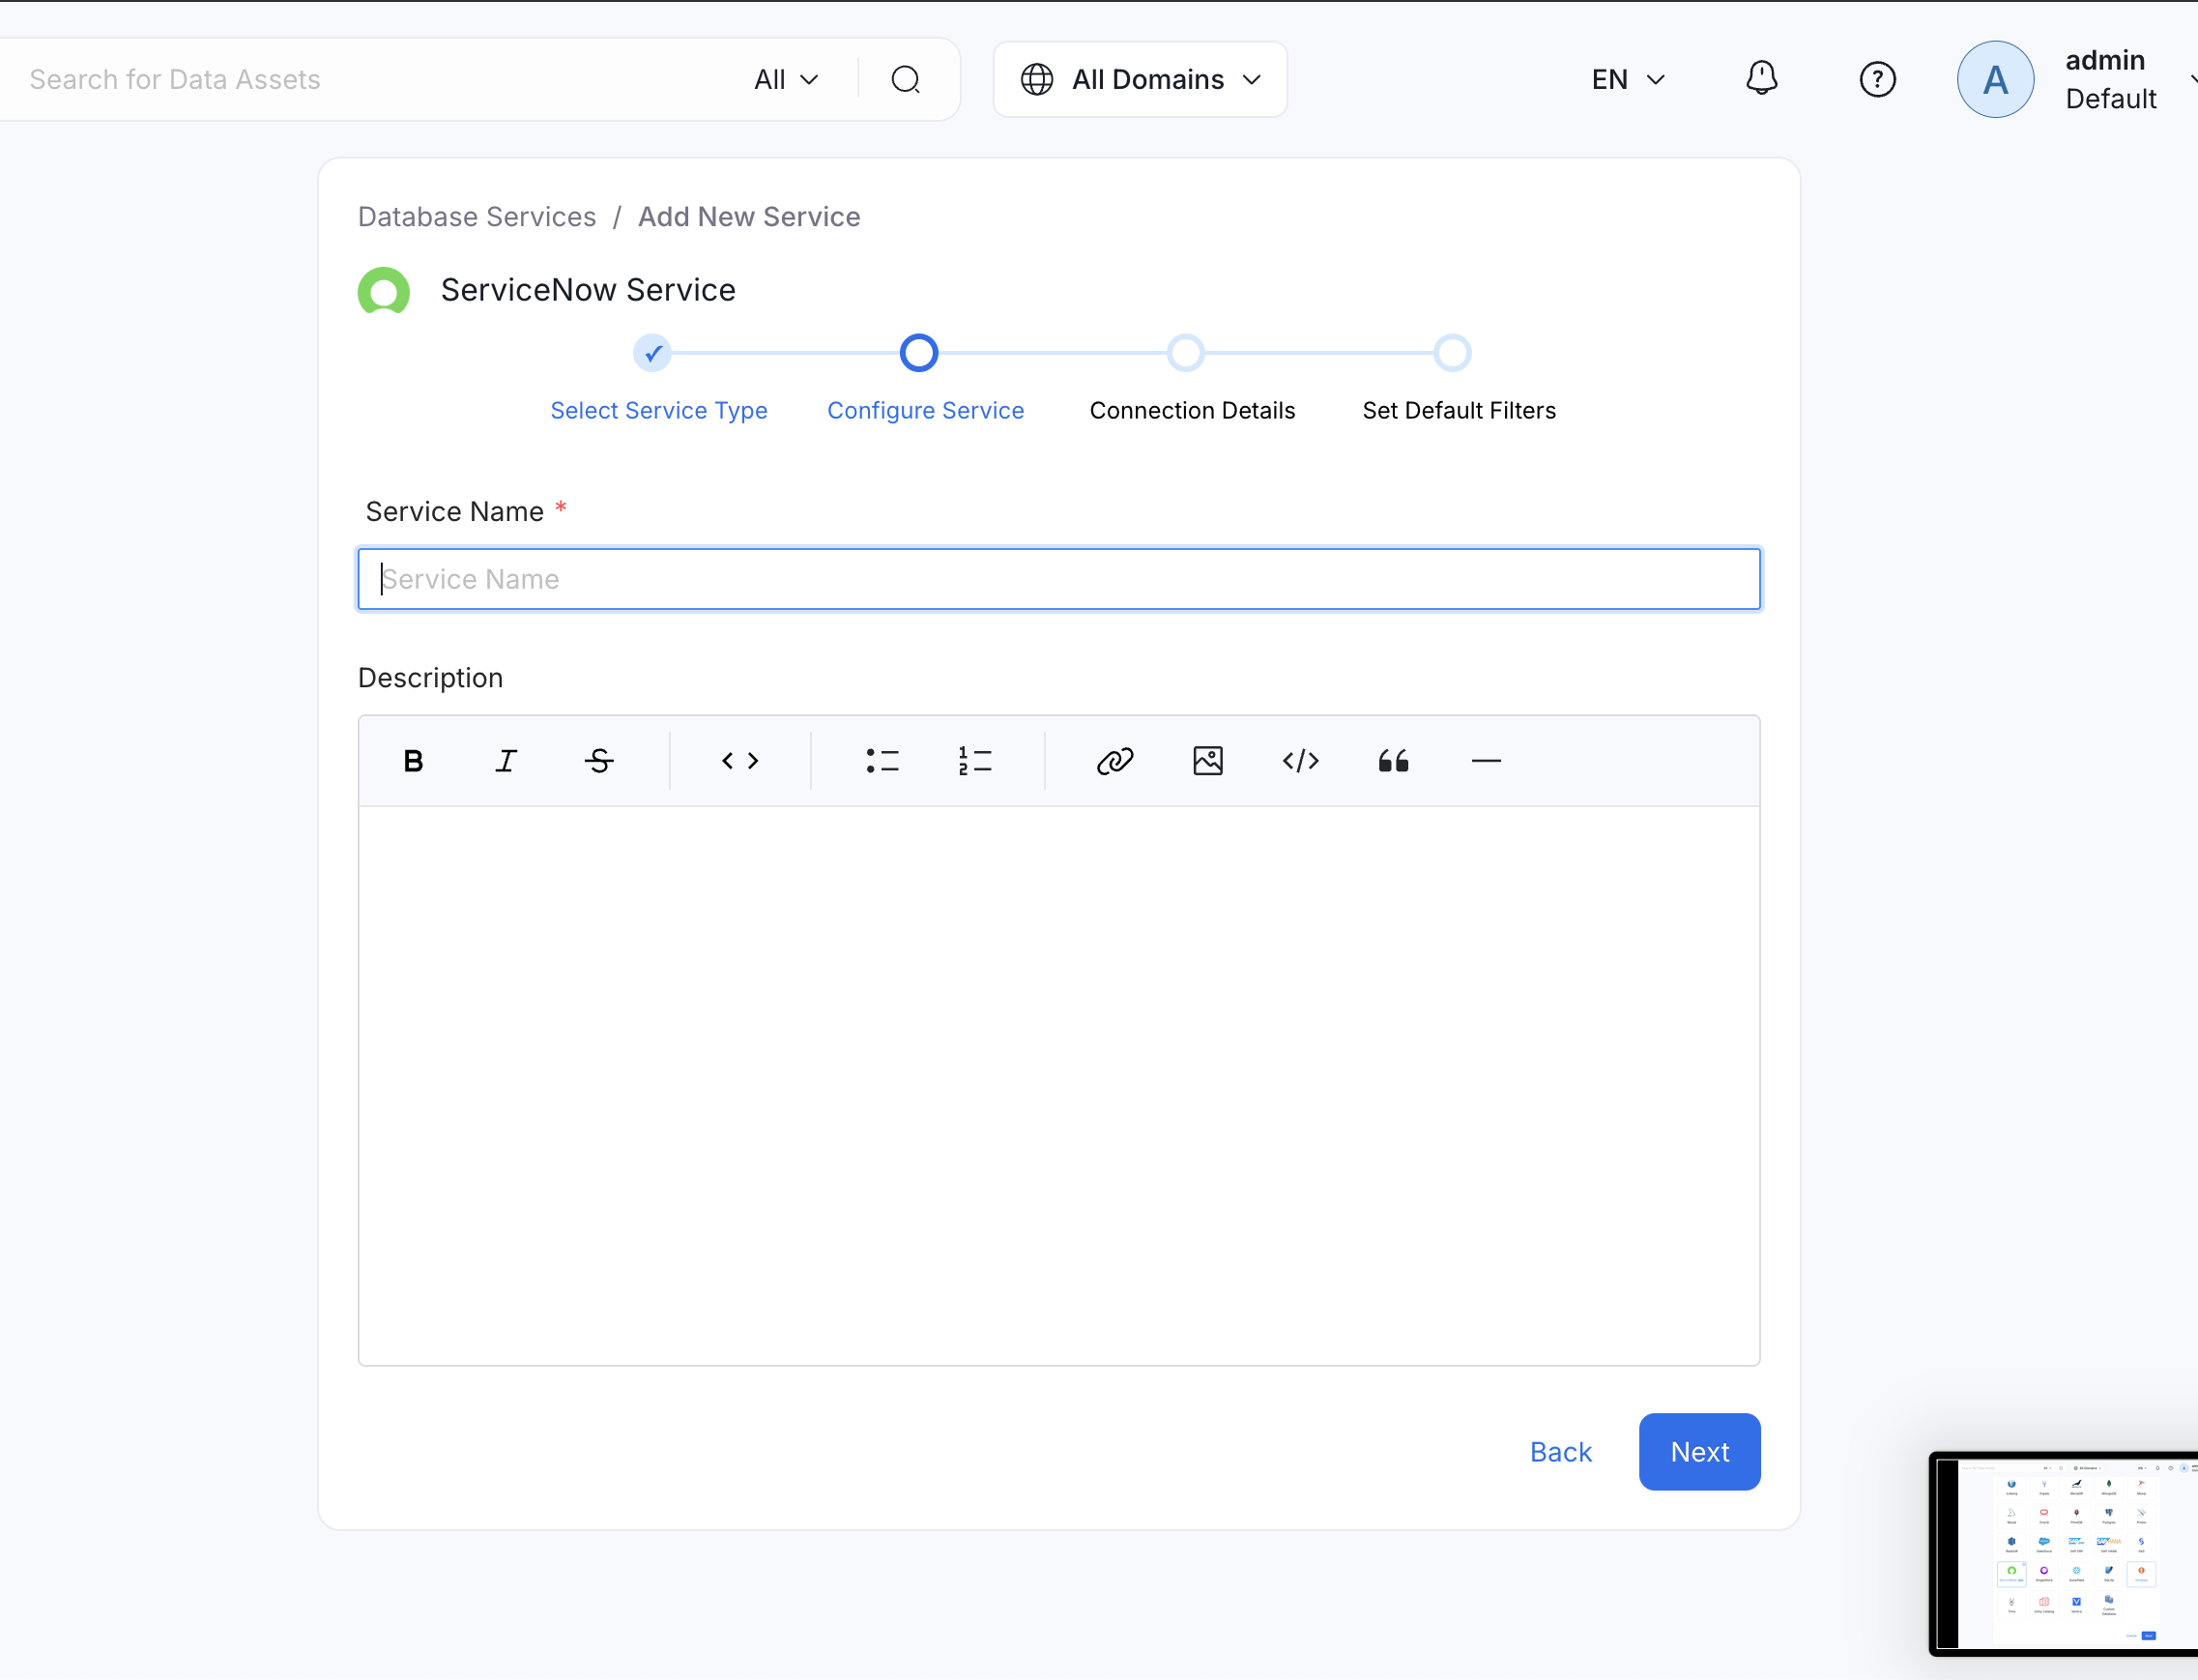 Search for Data Assets All All Domains EN ? A admin
Default
Database Services / Add New Service
ServiceNow Service
Select Service Type Configure Service Connection Details Set Default Filters
Service Name *
Service Name
Description
B I S
Back Next